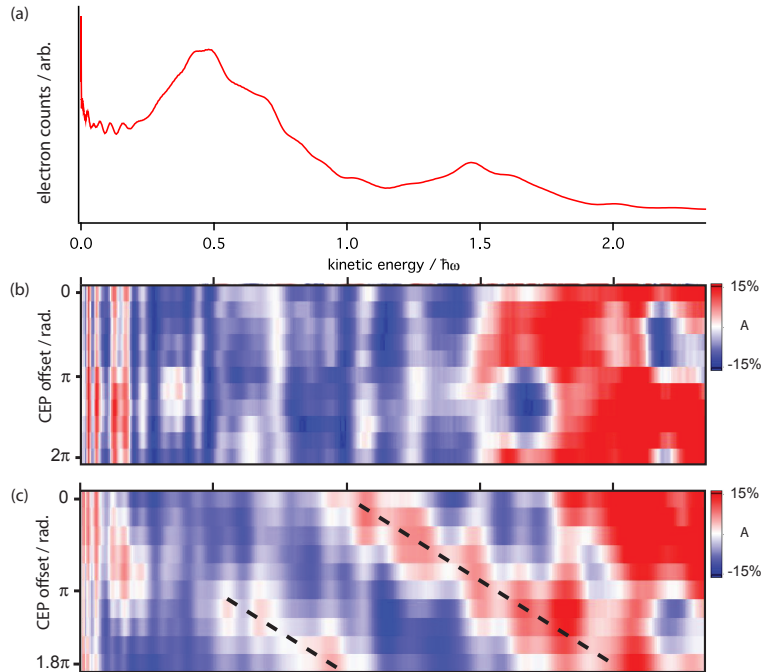 (a)
electron counts / arb.
0.0 0.5 1.0 1.5 2.0
kinetic energy / ħω
(b)
CEP offset / rad.
0
π
2π
15%
A
-15%
(c)
CEP offset / rad.
0
π
1.8π
15%
A
-15%